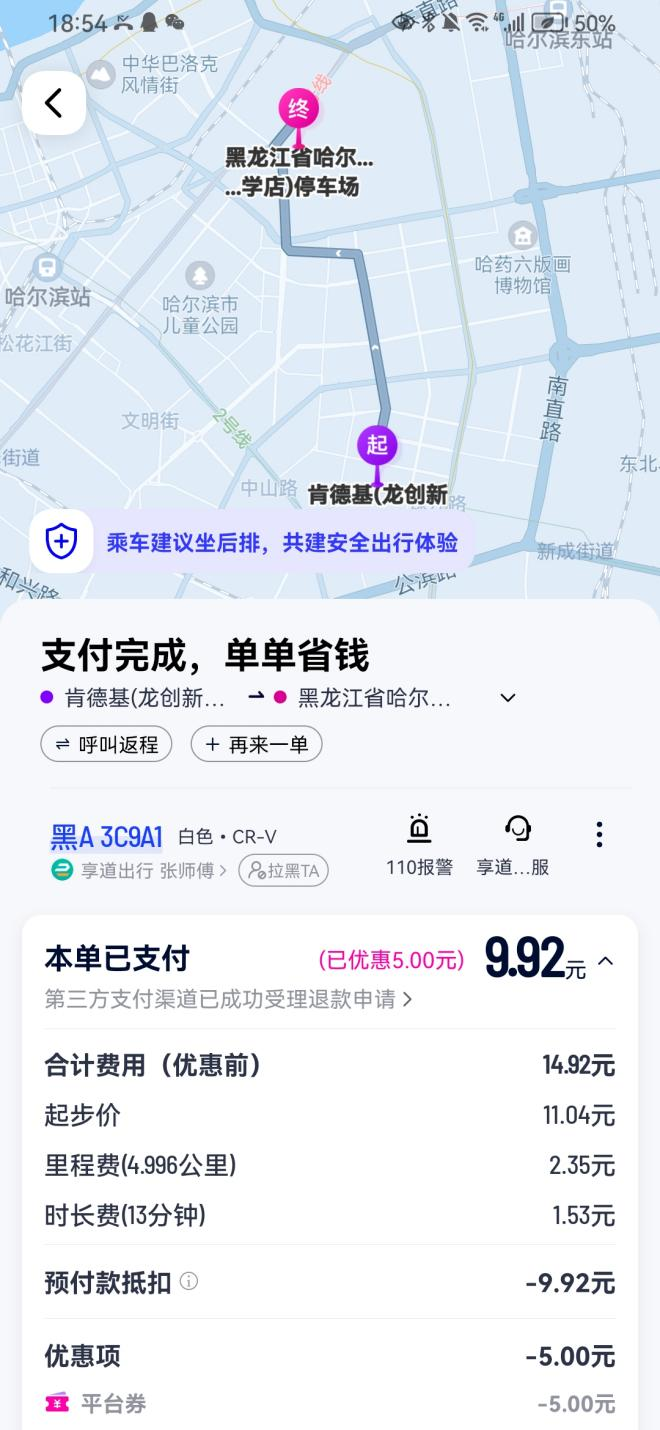 18:54
4G
50%
哈尔滨东站
中华巴洛克
风情街
线
终
黑龙江省哈尔...
...学店)停车场
哈药六版画
博物馆
哈尔滨站
哈尔滨市
儿童公园
松花江街
南直路
文明街
2号线
街道
起
东北
中山路
肯德基(龙创新
乘车建议坐后排，共建安全出行体验
新成街道
和兴路
公滨路
支付完成，单单省钱
肯德基(龙创新... 黑龙江省哈尔...
呼叫返程 再来一单
黑A 3C9A1 白色·CR-V
享道出行 张师傅 > 拉黑TA
110报警 享道...服
本单已支付 (已优惠5.00元) 9.92元
第三方支付渠道已成功受理退款申请 >
合计费用（优惠前） 14.92元
起步价 11.04元
里程费(4.996公里) 2.35元
时长费(13分钟) 1.53元
预付款抵扣 -9.92元
优惠项 -5.00元
平台券 -5.00元